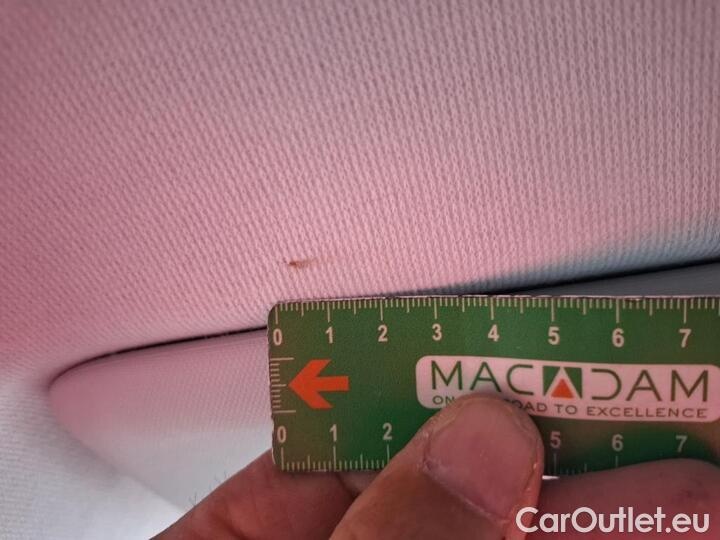 0 1 2 3 4 5 6 7
MACADAM
ON ROAD TO EXCELLENCE
0 1 2 5 6 7
CarOutlet.eu